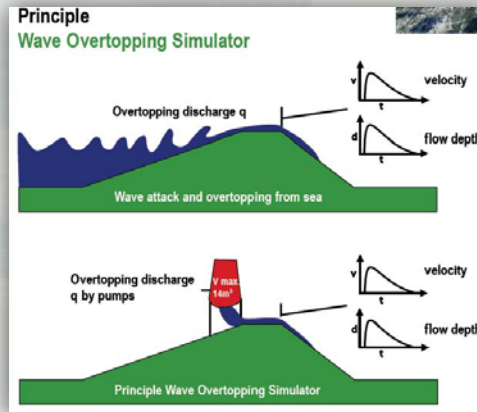 Principle
Wave Overtopping Simulator
Overtopping discharge q
v
t
velocity
d
t
flow depth
Wave attack and overtopping from sea
Overtopping discharge
q by pumps
V max.
14m³
v
t
velocity
d
t
flow depth
Principle Wave Overtopping Simulator